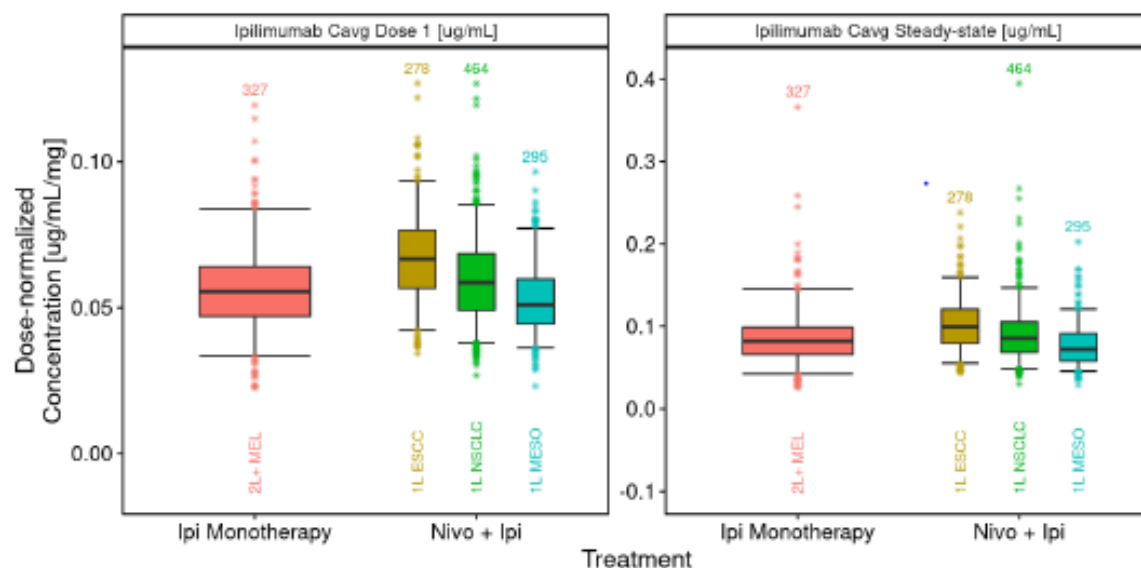 Ipilimumab Cavg Dose 1 [ug/mL]
Ipilimumab Cavg Steady-state [ug/mL]
Dose-normalized
Concentration [ug/mL/mg]
0.10
0.05
0.00
327
278
464
295
2L+ MEL
1L ESCC
1L NSCLC
1L MESO
Ipi Monotherapy
Nivo + Ipi
0.4
0.3
0.2
0.1
0.0
-0.1
327
278
464
295
2L+ MEL
1L ESCC
1L NSCLC
1L MESO
Ipi Monotherapy
Nivo + Ipi
Treatment